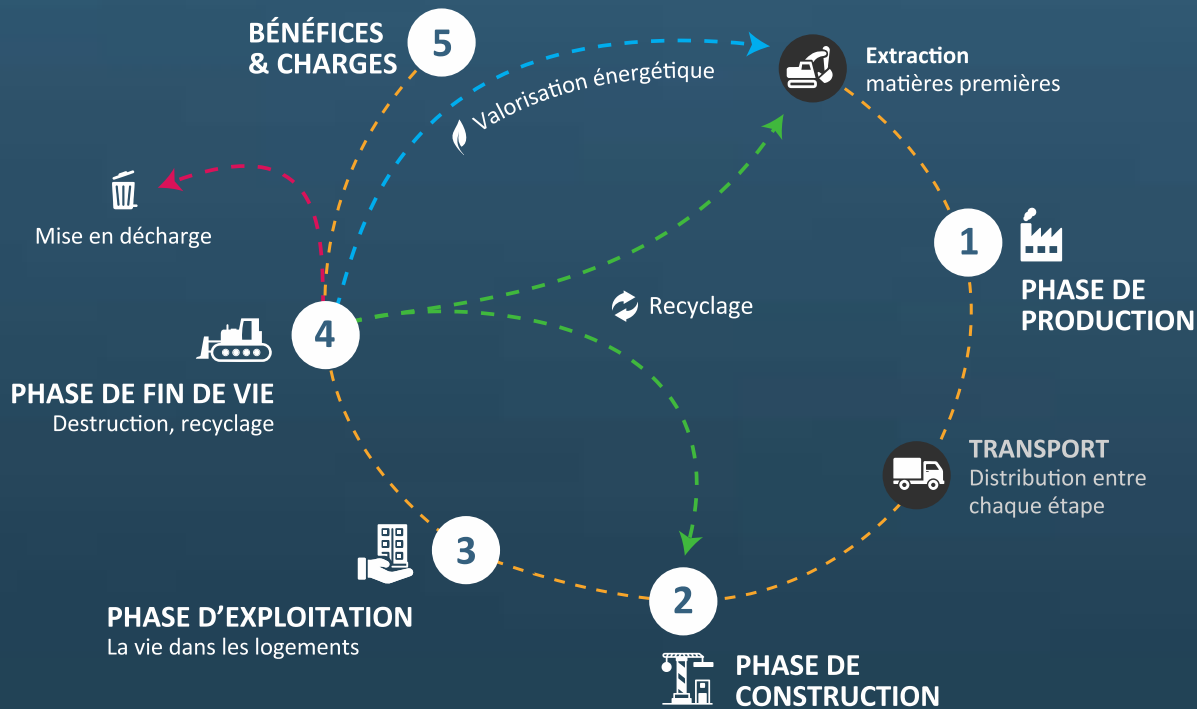 BÉNÉFICES
& CHARGES
5
Valorisation énergétique
Extraction
matières premières
Mise en décharge
1
PHASE DE
PRODUCTION
Recyclage
4
PHASE DE FIN DE VIE
Destruction, recyclage
TRANSPORT
Distribution entre
chaque étape
3
PHASE D’EXPLOITATION
La vie dans les logements
2
PHASE DE
CONSTRUCTION